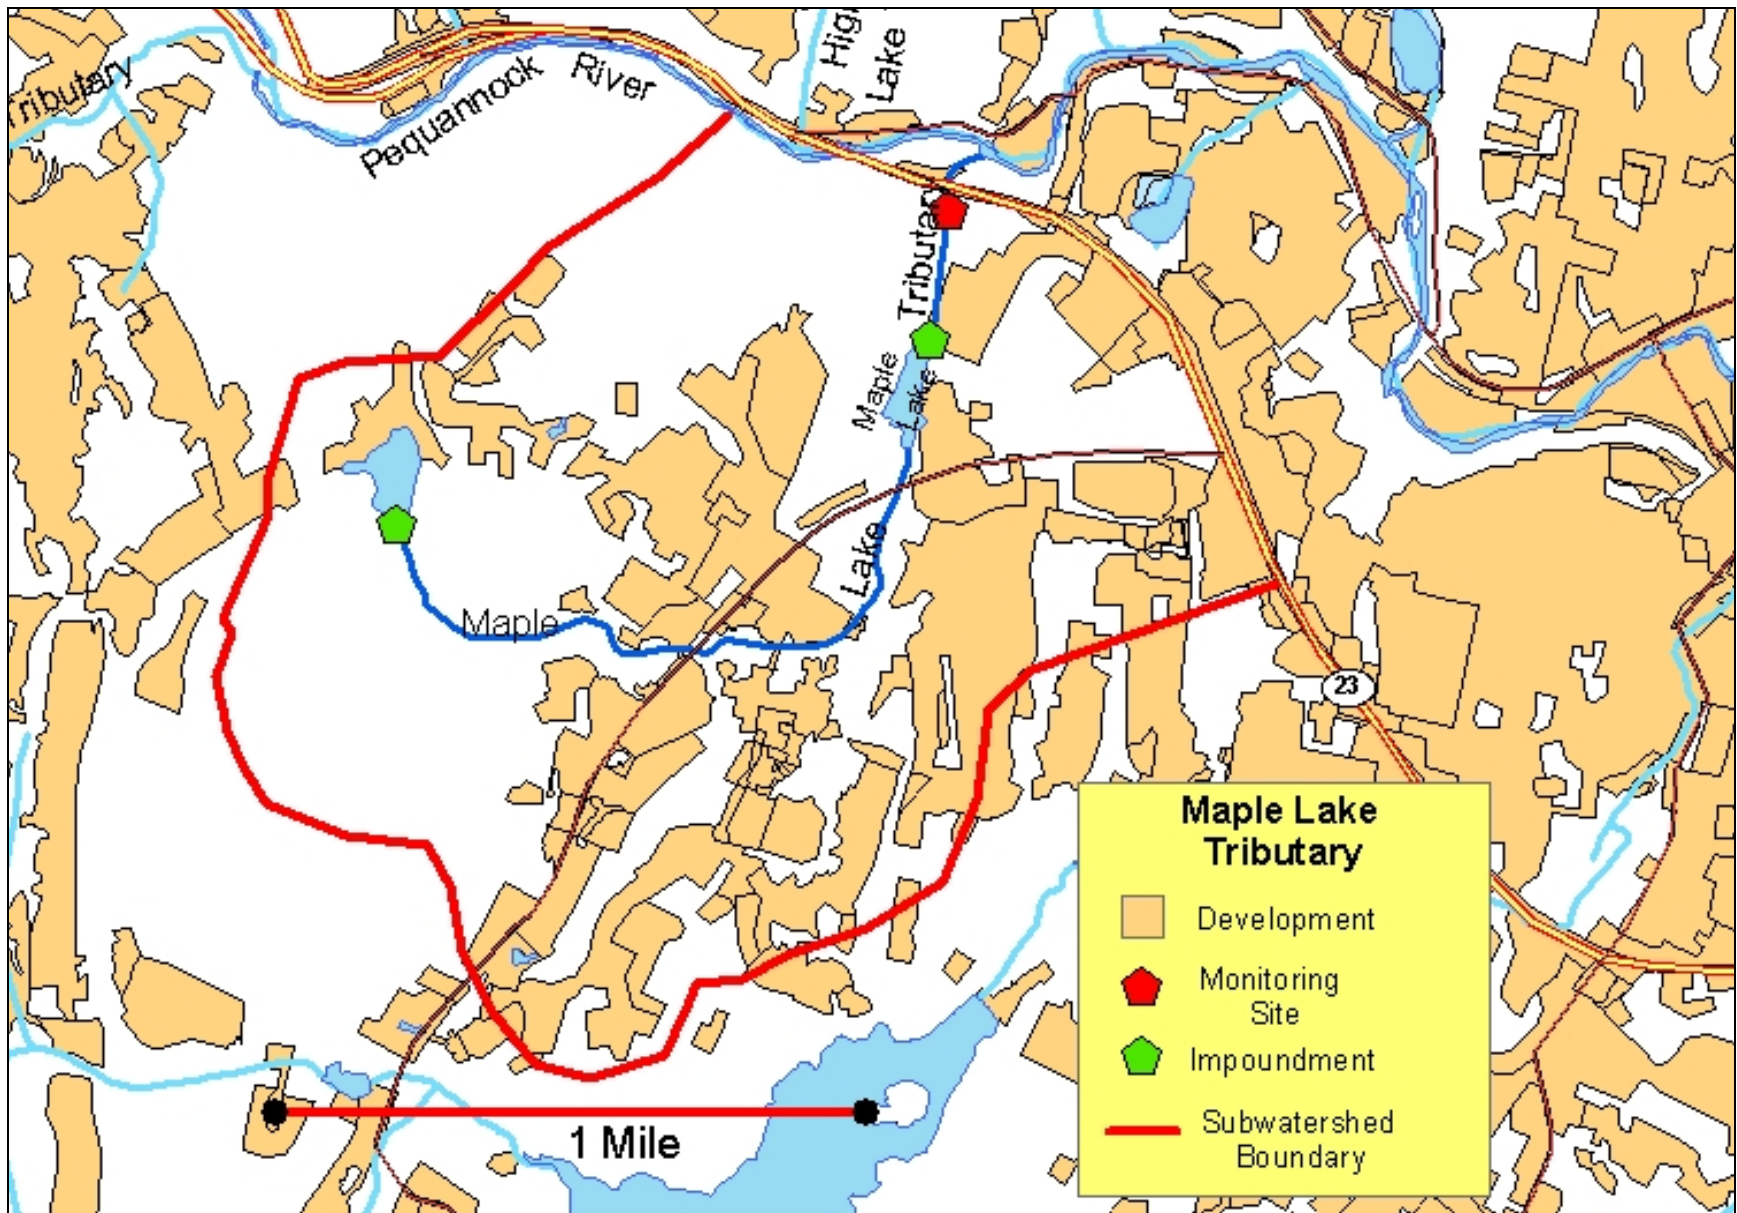 Tributary
Pequannock
River
Lake
Tributary
Maple
Lake
Lake
Maple
23
1 Mile
Maple Lake
Tributary
Development
Monitoring
Site
Impoundment
Subwatershed
Boundary